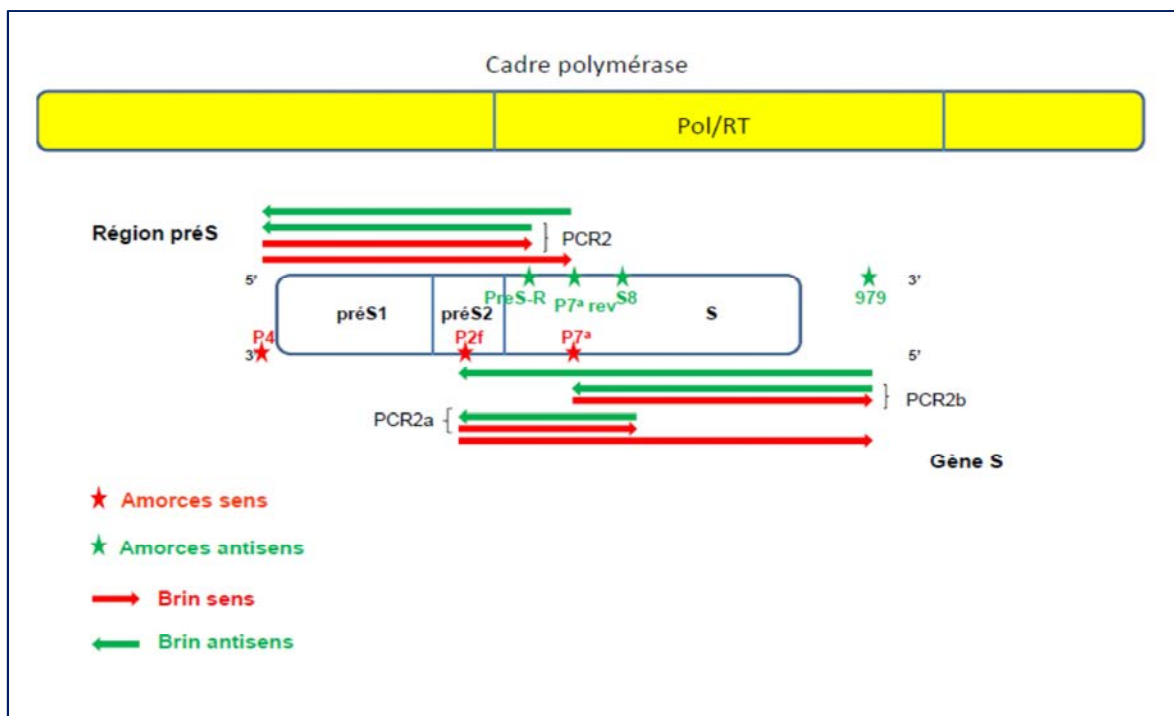 Cadre polymérase
Pol/RT
Région préS
PCR2
5’
3’
PreS-R
P7ª rev
S8
979
préS1
préS2
S
P4
P2f
P7ª
3’
5’
PCR2a
PCR2b
Gène S
Amorces sens
Amorces antisens
Brin sens
Brin antisens